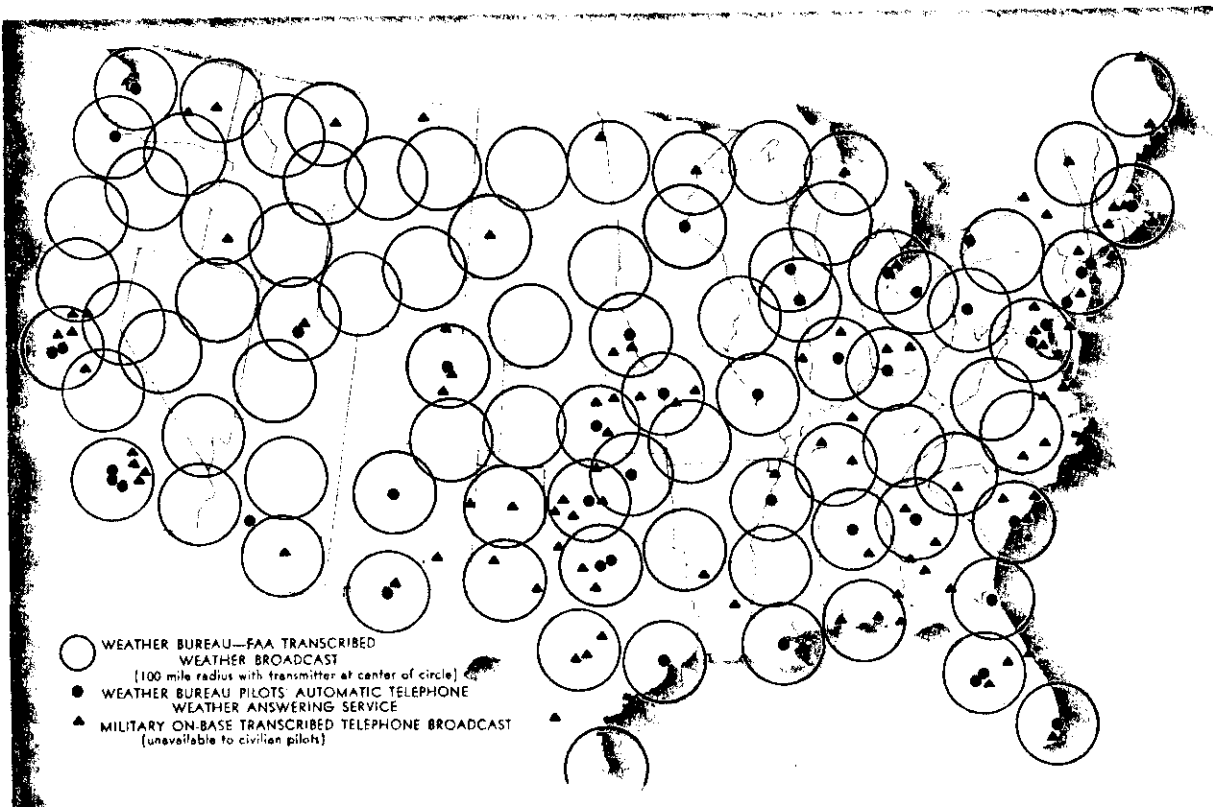 WEATHER BUREAU—FAA TRANSCRIBED
WEATHER BROADCAST
(100 mile radius with transmitter at center of circle)
WEATHER BUREAU PILOTS AUTOMATIC TELEPHONE
WEATHER ANSWERING SERVICE
MILITARY ON-BASE TRANSCRIBED TELEPHONE BROADCAST
(unavailable to civilian pilots)